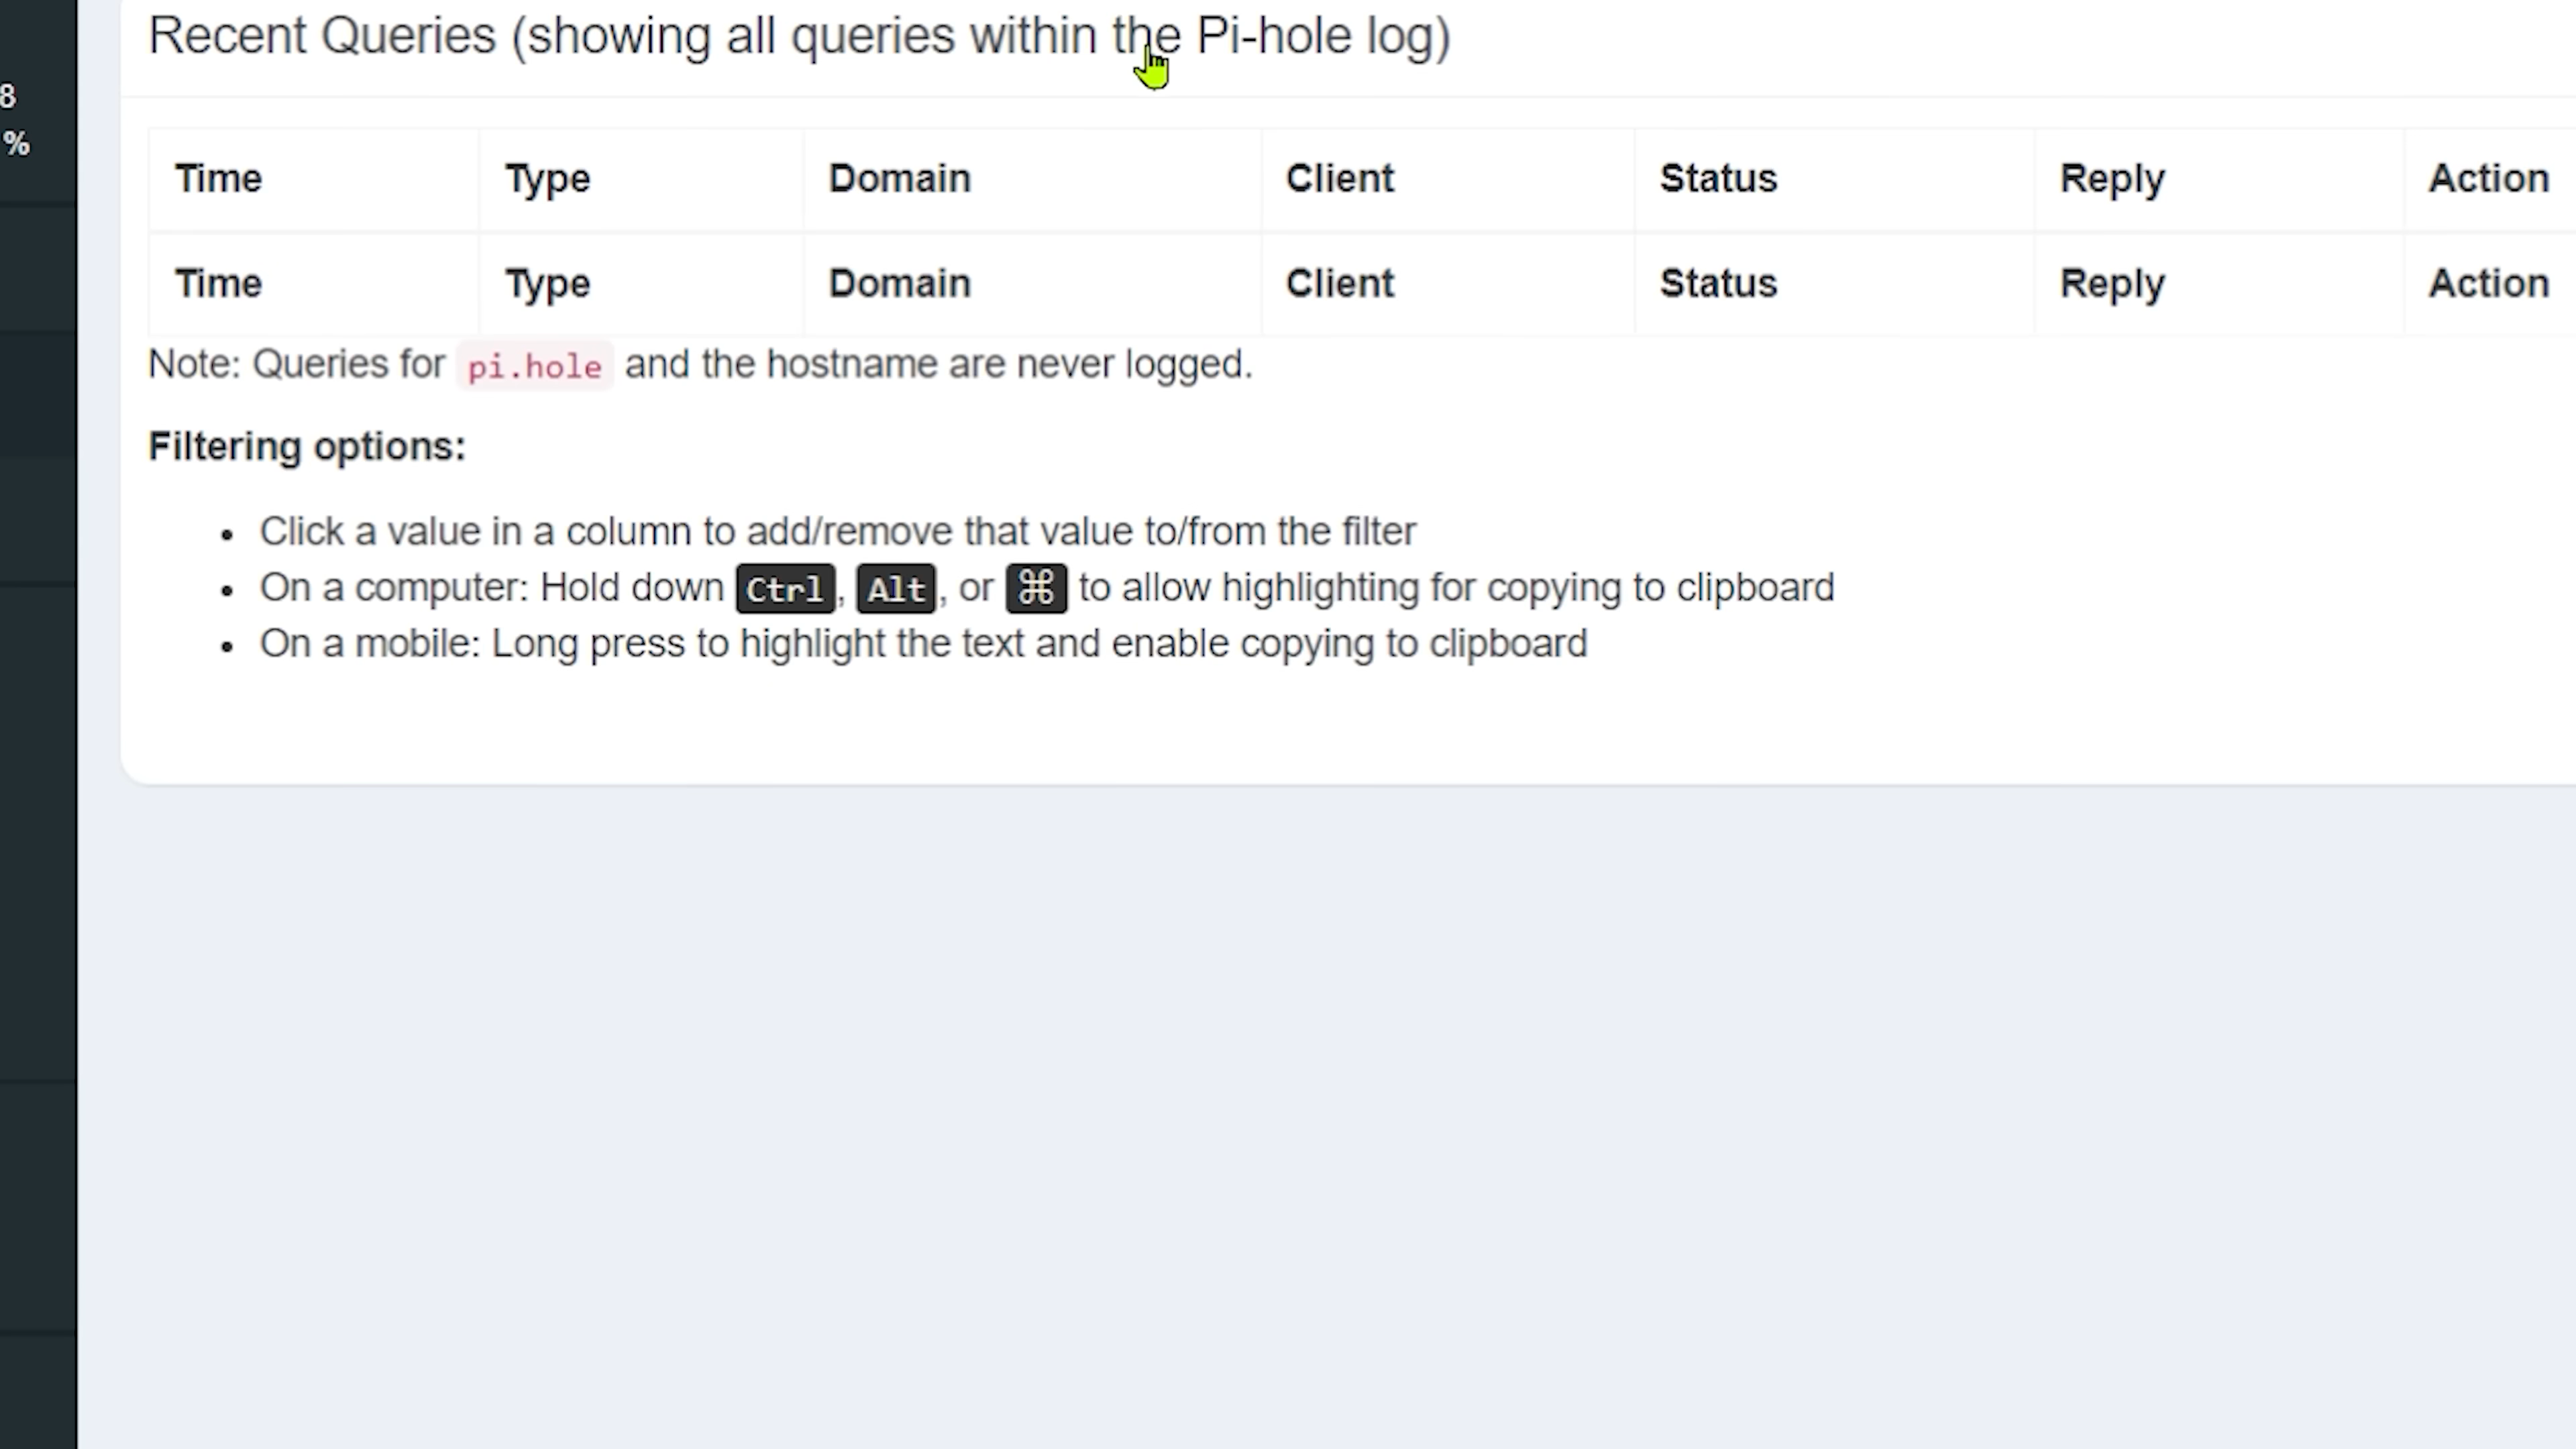 Recent Queries (showing all queries within the Pi-hole log)
8
%
Time Type Domain Client Status Reply Action
Time Type Domain Client Status Reply Action
Note: Queries for pi.hole and the hostname are never logged.
Filtering options:
• Click a value in a column to add/remove that value to/from the filter
• On a computer: Hold down Ctrl, Alt, or ⌘ to allow highlighting for copying to clipboard
• On a mobile: Long press to highlight the text and enable copying to clipboard